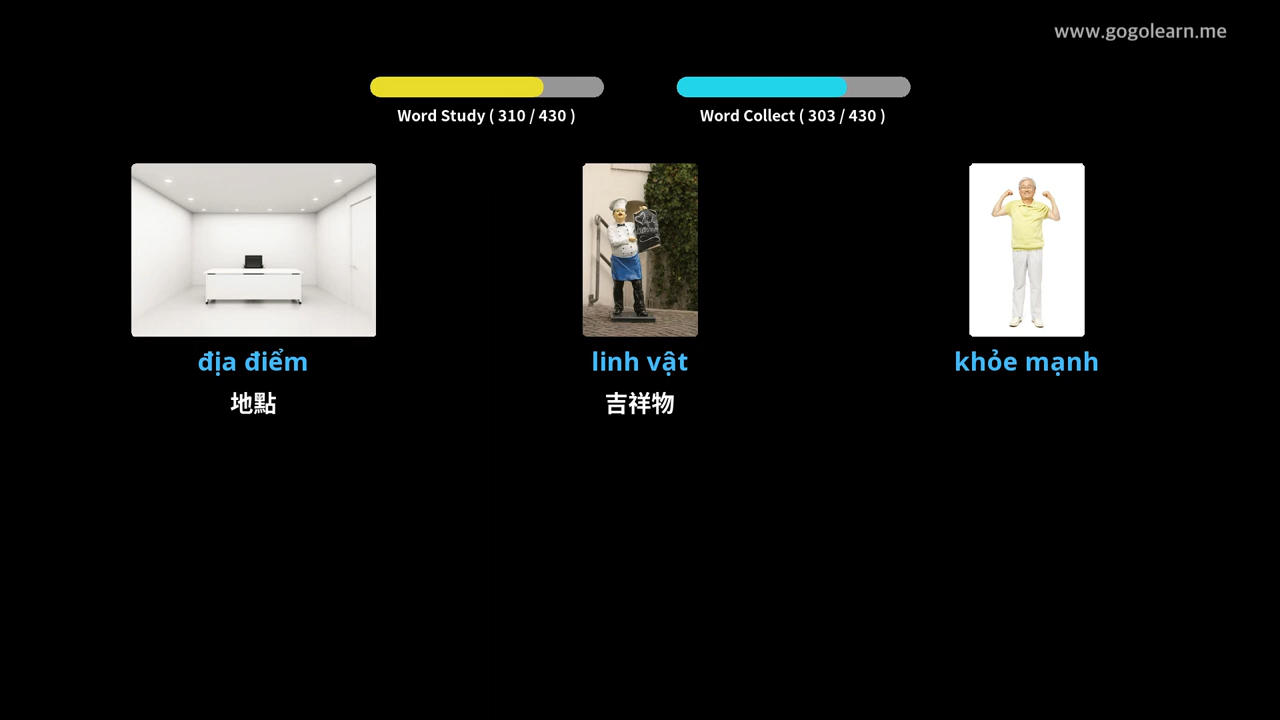 www.gogolearn.me
Word Study ( 310 / 430 )
Word Collect ( 303 / 430 )
địa điểm
linh vật
khỏe mạnh
地點
吉祥物